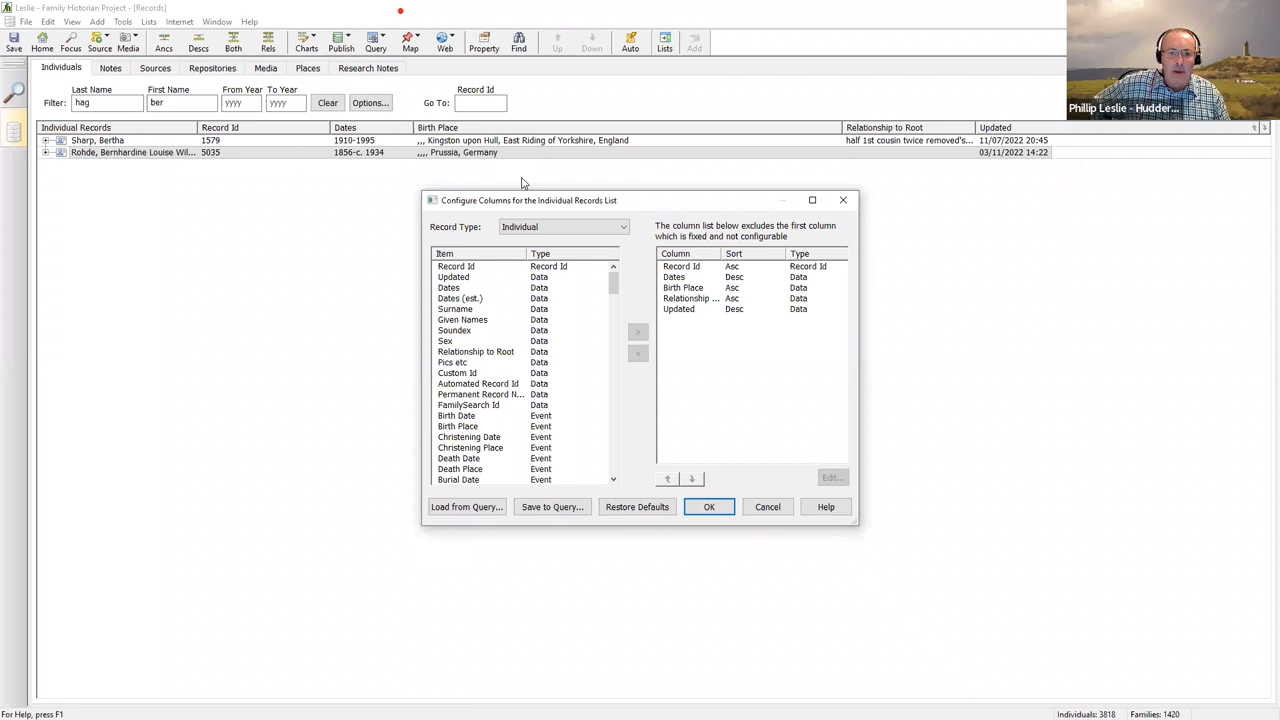 Leslie - Family Historian Project - [Records]
File Edit View Add Tools Lists Internet Window Help
Save Home Focus Source Media Ancs Descs Both Rels Charts Publish Query Map Web Property Find Up Down Auto Lists Add
Individuals Notes Sources Repositories Media Places Research Notes
Last Name First Name From Year To Year Record Id
Filter: hag ber yyyy yyyy Clear Options... Go To:
Individual Records Record Id Dates Birth Place Relationship to Root Updated
Sharp, Bertha 1579 1910-1995 ,,, Kingston upon Hull, East Riding of Yorkshire, England half 1st cousin twice removed's... 11/07/2022 20:45
Rohde, Bernhardine Louise Wil... 5035 1856-c. 1934 ,,,, Prussia, Germany 03/11/2022 14:22
Phillip Leslie - Hudder...
Configure Columns for the Individual Records List
Record Type: Individual
The column list below excludes the first column
which is fixed and not configurable
Item Type
Record Id Record Id
Updated Data
Dates Data
Dates (est.) Data
Surname Data
Given Names Data
Soundex Data
Sex Data
Relationship to Root Data
Pics etc Data
Custom Id Data
Automated Record Id Data
Permanent Record N... Data
FamilySearch Id Data
Birth Date Event
Birth Place Event
Christening Date Event
Christening Place Event
Death Date Event
Death Place Event
Burial Date Event
> 
<
Column Sort Type
Record Id Asc Record Id
Dates Desc Data
Birth Place Asc Data
Relationship ... Asc Data
Updated Desc Data
Edit...
Load from Query... Save to Query... Restore Defaults OK Cancel Help
For Help, press F1
Individuals: 3818 Families: 1420